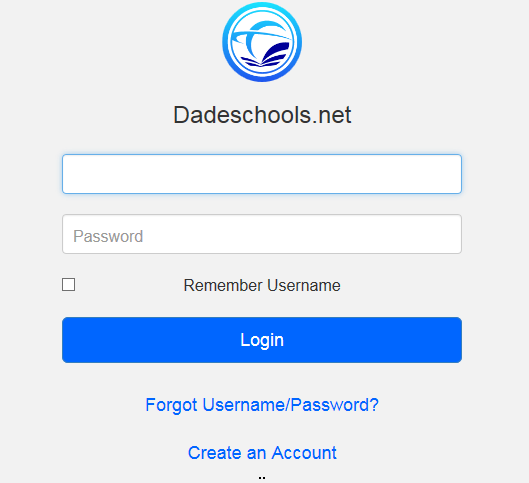 Dadeschools.net
Password
Remember Username
Login
Forgot Username/Password?
Create an Account
..